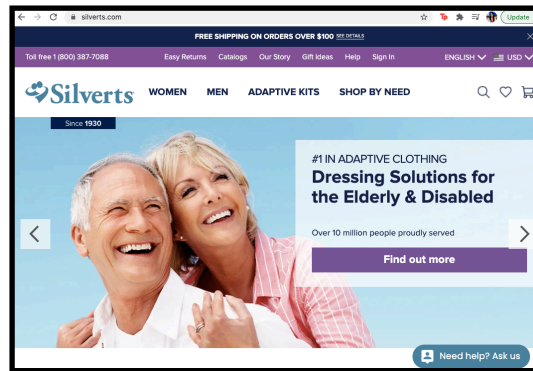 silverts.com
Update
FREE SHIPPING ON ORDERS OVER $100 SEE DETAILS
Toll free 1 (800) 387-7088 Easy Returns Catalogs Our Story Gift Ideas Help Sign In ENGLISH USD
Silverts WOMEN MEN ADAPTIVE KITS SHOP BY NEED
Since 1930
#1 IN ADAPTIVE CLOTHING
Dressing Solutions for
the Elderly & Disabled
Over 10 million people proudly served
Find out more
Need help? Ask us